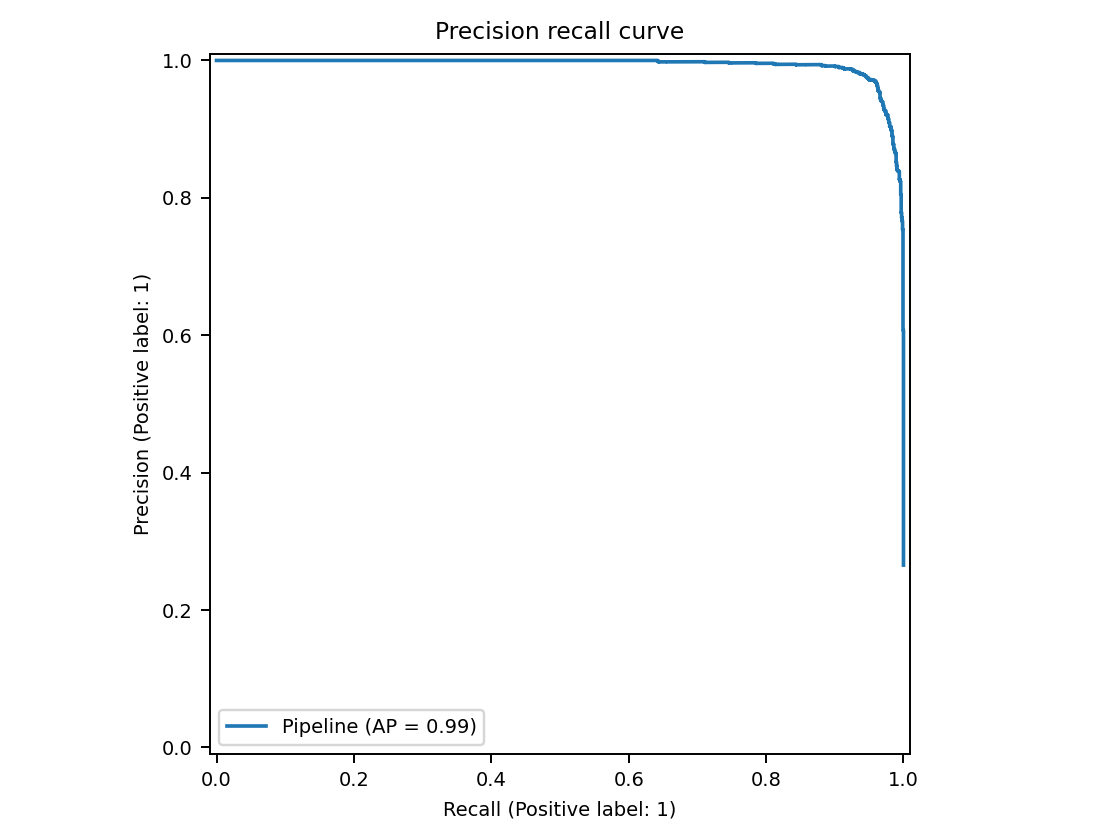 Precision recall curve
1.0
0.8
0.6
0.4
0.2
0.0
Precision (Positive label: 1)
Pipeline (AP = 0.99)
0.0 0.2 0.4 0.6 0.8 1.0
Recall (Positive label: 1)